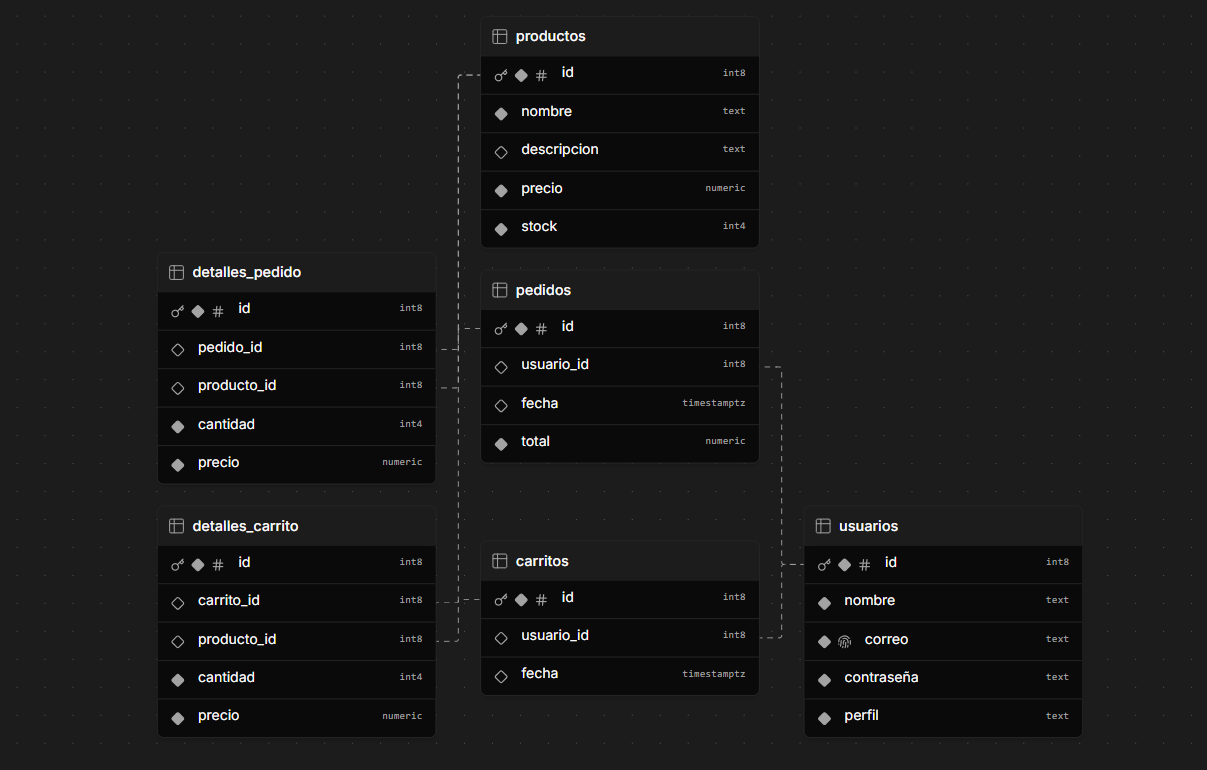 productos
id int8
nombre text
descripcion text
precio numeric
stock int4
detalles_pedido
id int8
pedido_id int8
producto_id int8
cantidad int4
precio numeric
pedidos
id int8
usuario_id int8
fecha timestamptz
total numeric
detalles_carrito
id int8
carrito_id int8
producto_id int8
cantidad int4
precio numeric
carritos
id int8
usuario_id int8
fecha timestamptz
usuarios
id int8
nombre text
correo text
contraseña text
perfil text